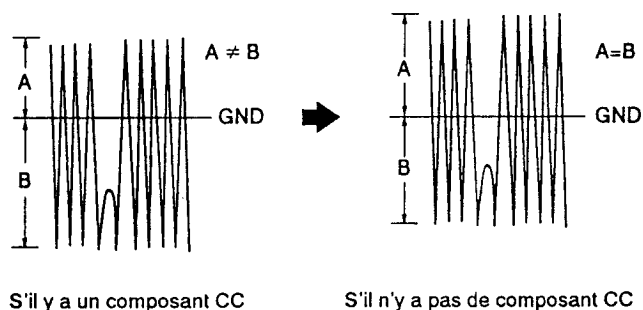 A
A ≠ B
GND
B
S'il y a un composant CC
A
A=B
GND
B
S'il n'y a pas de composant CC